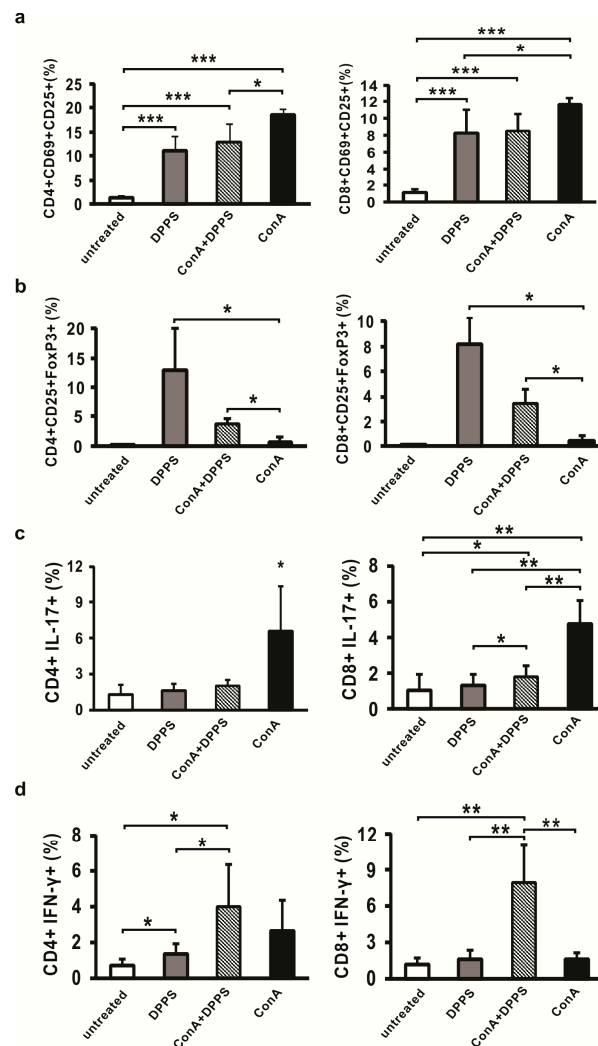 a
CD4+CD69+CD25+(%)
25
20
15
10
5
0
***
***
***
*
untreated
DPPS
ConA+DPPS
ConA
CD8+CD69+CD25+(%)
14
12
10
8
6
4
2
0
***
*
***
***
untreated
DPPS
ConA+DPPS
ConA
b
CD4+CD25+FoxP3+ (%)
20
15
10
5
0
*
*
untreated
DPPS
ConA+DPPS
ConA
CD8+CD25+FoxP3+ (%)
10
8
6
4
2
0
*
*
untreated
DPPS
ConA+DPPS
ConA
c
CD4+ IL-17+ (%)
12
9
6
3
0
*
untreated
DPPS
ConA+DPPS
ConA
CD8+ IL-17+ (%)
8
6
4
2
0
**
*
**
**
*
untreated
DPPS
ConA+DPPS
ConA
d
CD4+ IFN-γ+ (%)
8
6
4
2
0
*
*
*
untreated
DPPS
ConA+DPPS
ConA
CD8+ IFN-γ+ (%)
12
9
6
3
0
**
**
**
untreated
DPPS
ConA+DPPS
ConA